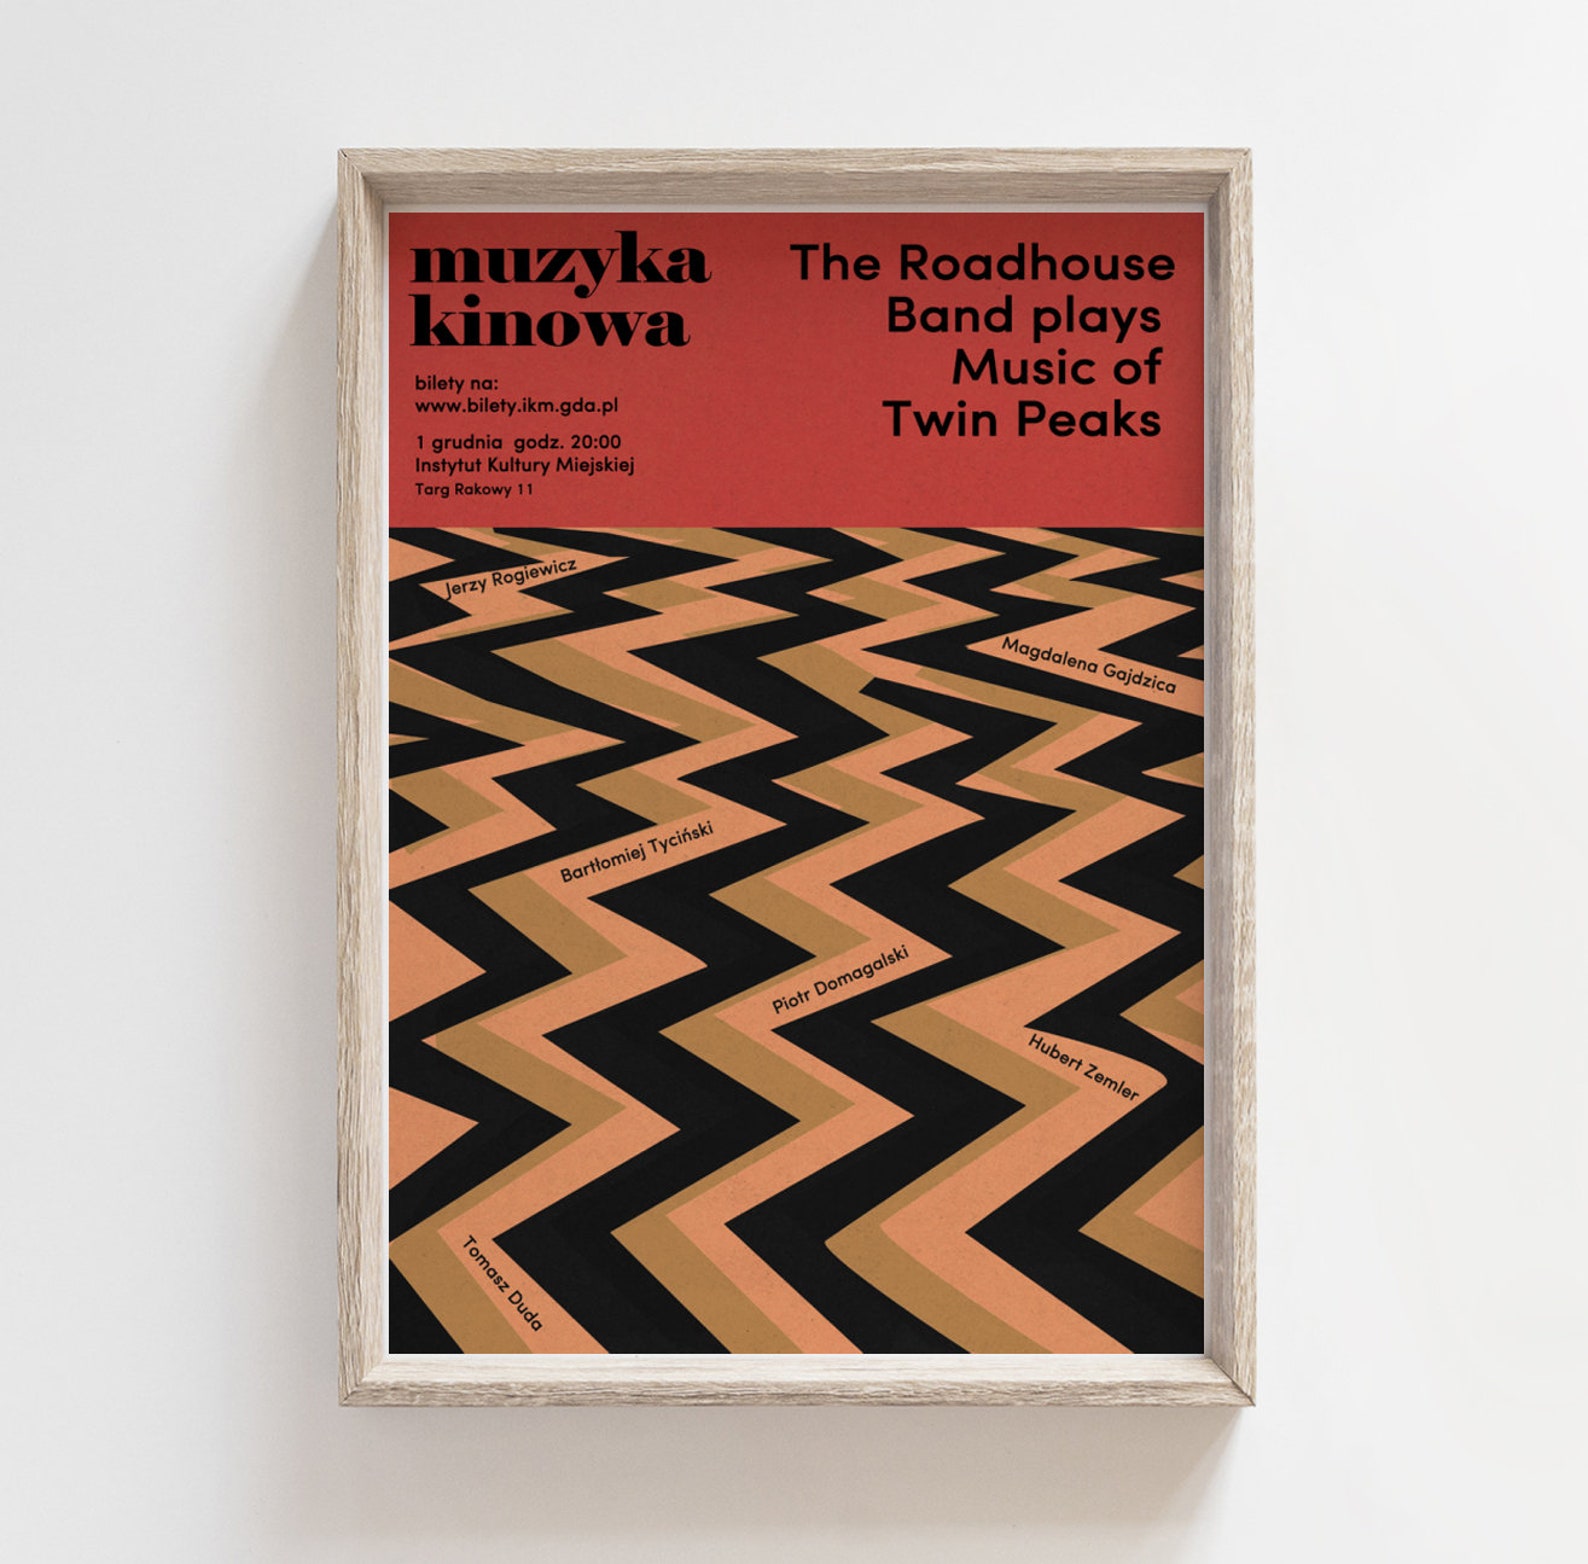 muzyka
kinowa
bilety na:
www.bilety.ikm.gda.pl
1 grudnia godz. 20:00
Instytut Kultury Miejskiej
Targ Rakowy 11
The Roadhouse
Band plays
Music of
Twin Peaks
Jerzy Rogiewicz
Magdalena Gajdzica
Bartłomiej Tyciński
Piotr Domagalski
Hubert Zemler
Tomasz Duda